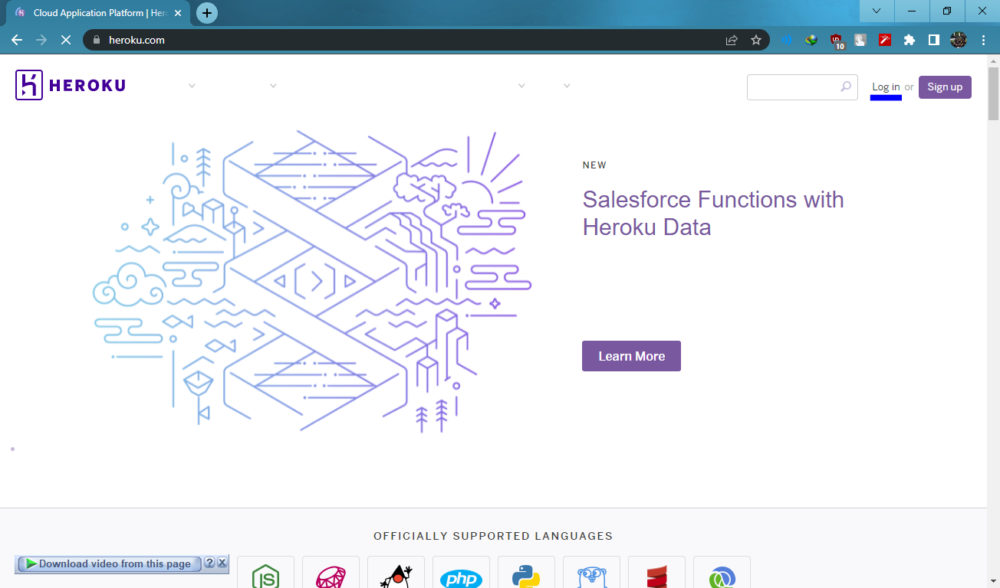 Cloud Application Platform | Her
heroku.com
10
HEROKU
Log in or Sign up
NEW
Salesforce Functions with
Heroku Data
Learn More
OFFICIALLY SUPPORTED LANGUAGES
Download video from this page ? X
JS
php